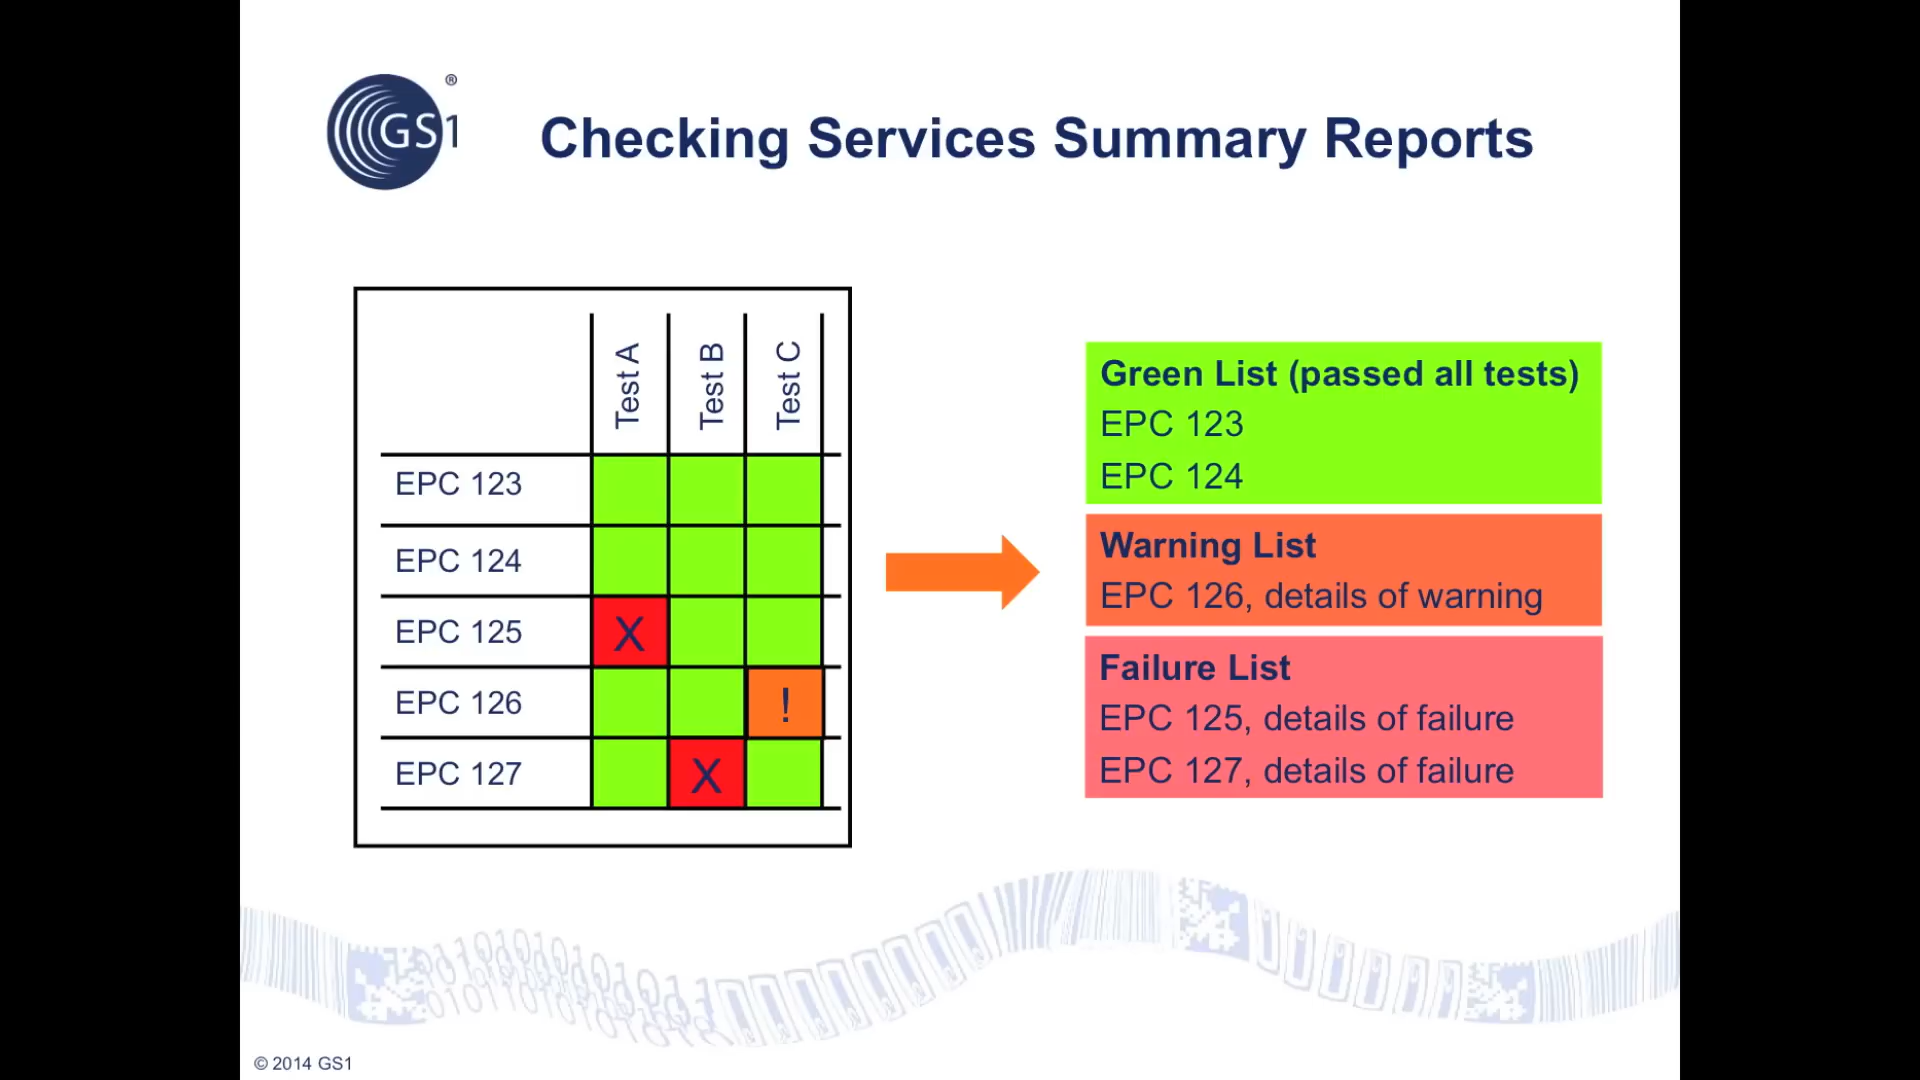 GS1®
Checking Services Summary Reports
Test A
Test B
Test C
EPC 123
EPC 124
EPC 125
X
EPC 126
!
EPC 127
X
Green List (passed all tests)
EPC 123
EPC 124
Warning List
EPC 126, details of warning
Failure List
EPC 125, details of failure
EPC 127, details of failure
© 2014 GS1